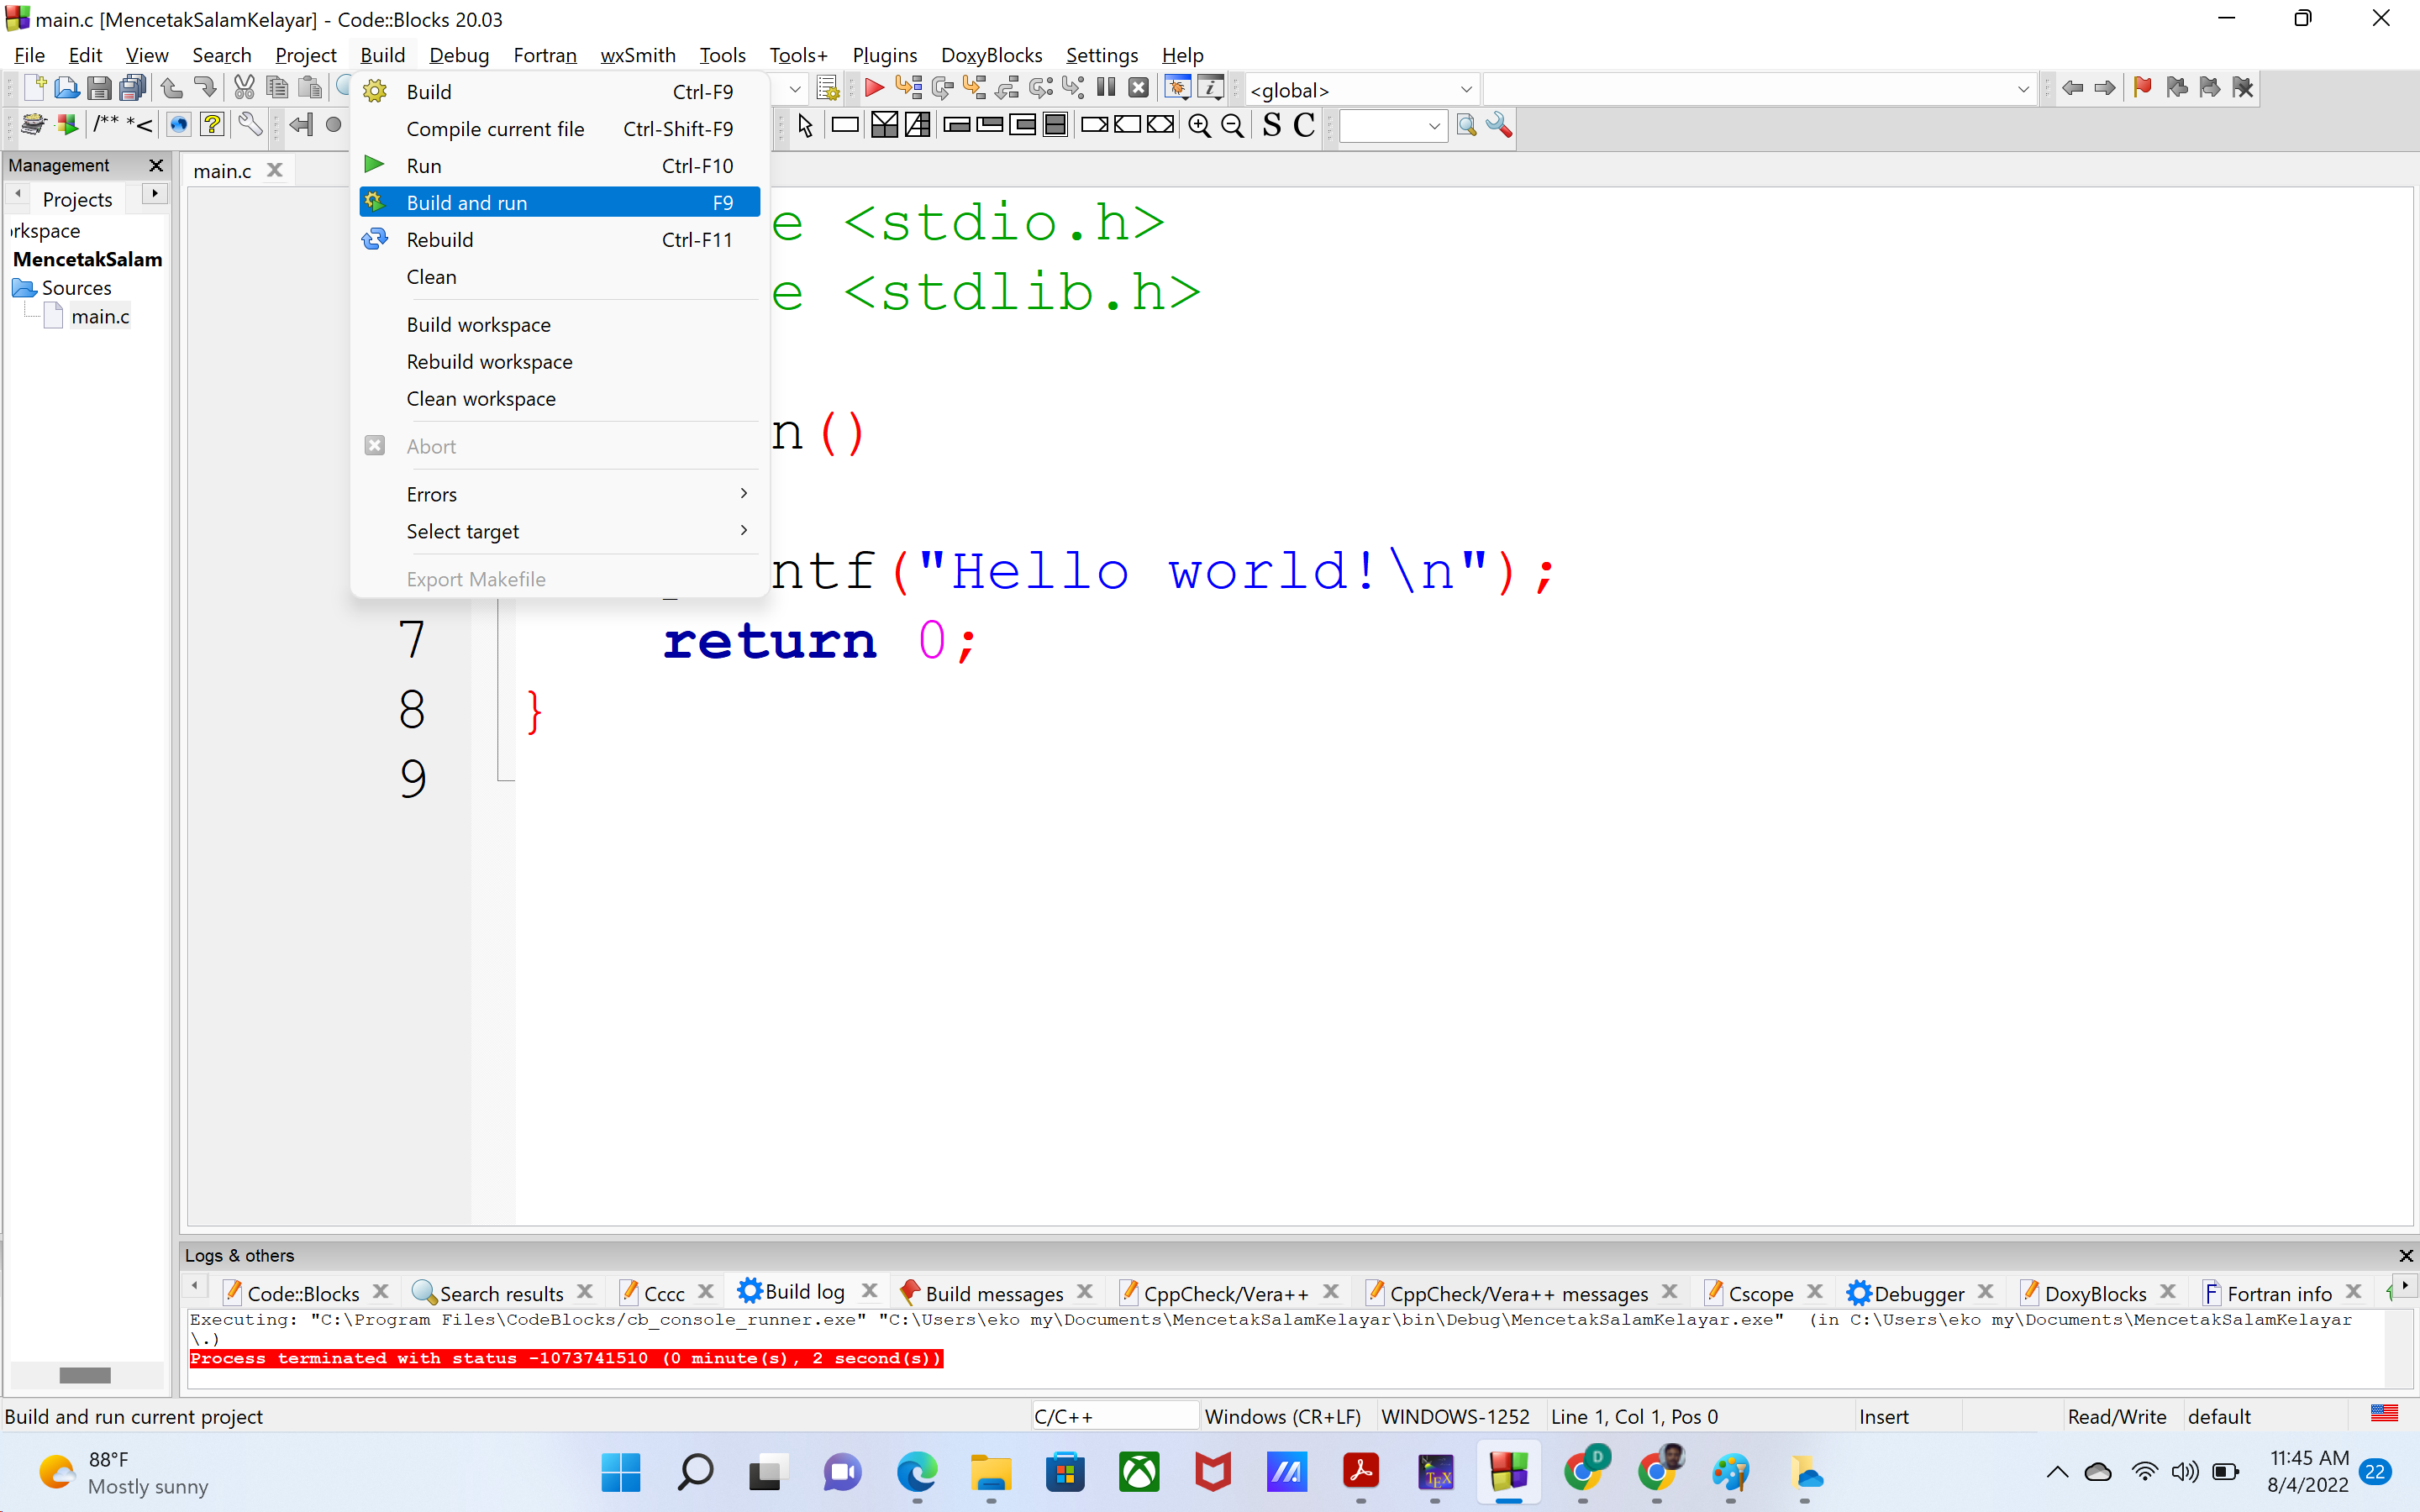 main.c [MencetakSalamKelayar] - Code::Blocks 20.03
File Edit View Search Project Build Debug Fortran wxSmith Tools Tools+ Plugins DoxyBlocks Settings Help
<global>
/** *<
S C
Management
Projects
rkspace
MencetakSalam
Sources
main.c
main.c
Build Ctrl-F9
Compile current file Ctrl-Shift-F9
Run Ctrl-F10
Build and run F9
Rebuild Ctrl-F11
Clean
Build workspace
Rebuild workspace
Clean workspace
Abort
Errors
Select target
Export Makefile
e <stdio.h>
e <stdlib.h>
n()
ntf("Hello world!\n");
7 return 0;
8 }
9
Logs & others
Code::Blocks Search results Cccc Build log Build messages CppCheck/Vera++ CppCheck/Vera++ messages Cscope Debugger DoxyBlocks Fortran info
Executing: "C:\Program Files\CodeBlocks/cb_console_runner.exe" "C:\Users\eko my\Documents\MencetakSalamKelayar\bin\Debug\MencetakSalamKelayar.exe"  (in C:\Users\eko my\Documents\MencetakSalamKelayar
\.)
Process terminated with status -1073741510 (0 minute(s), 2 second(s))
Build and run current project C/C++ Windows (CR+LF) WINDOWS-1252 Line 1, Col 1, Pos 0 Insert Read/Write default
88°F
Mostly sunny
TEX
D
11:45 AM
8/4/2022
22